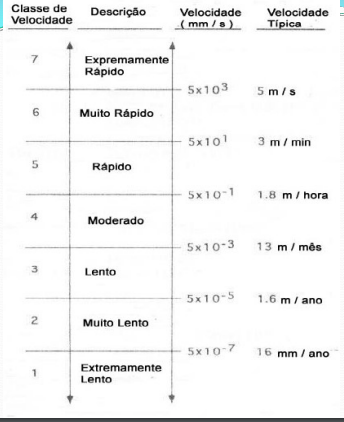 Classe de Velocidade Descrição Velocidade ( mm / s ) Velocidade Típica
7 Expremamente Rápido
5x10³ 5 m / s
6 Muito Rápido
5x10¹ 3 m / min
5 Rápido
5x10⁻¹ 1.8 m / hora
4 Moderado
5x10⁻³ 13 m / mês
3 Lento
5x10⁻⁵ 1.6 m / ano
2 Muito Lento
5x10⁻⁷ 16 mm / ano
1 Extremamente Lento